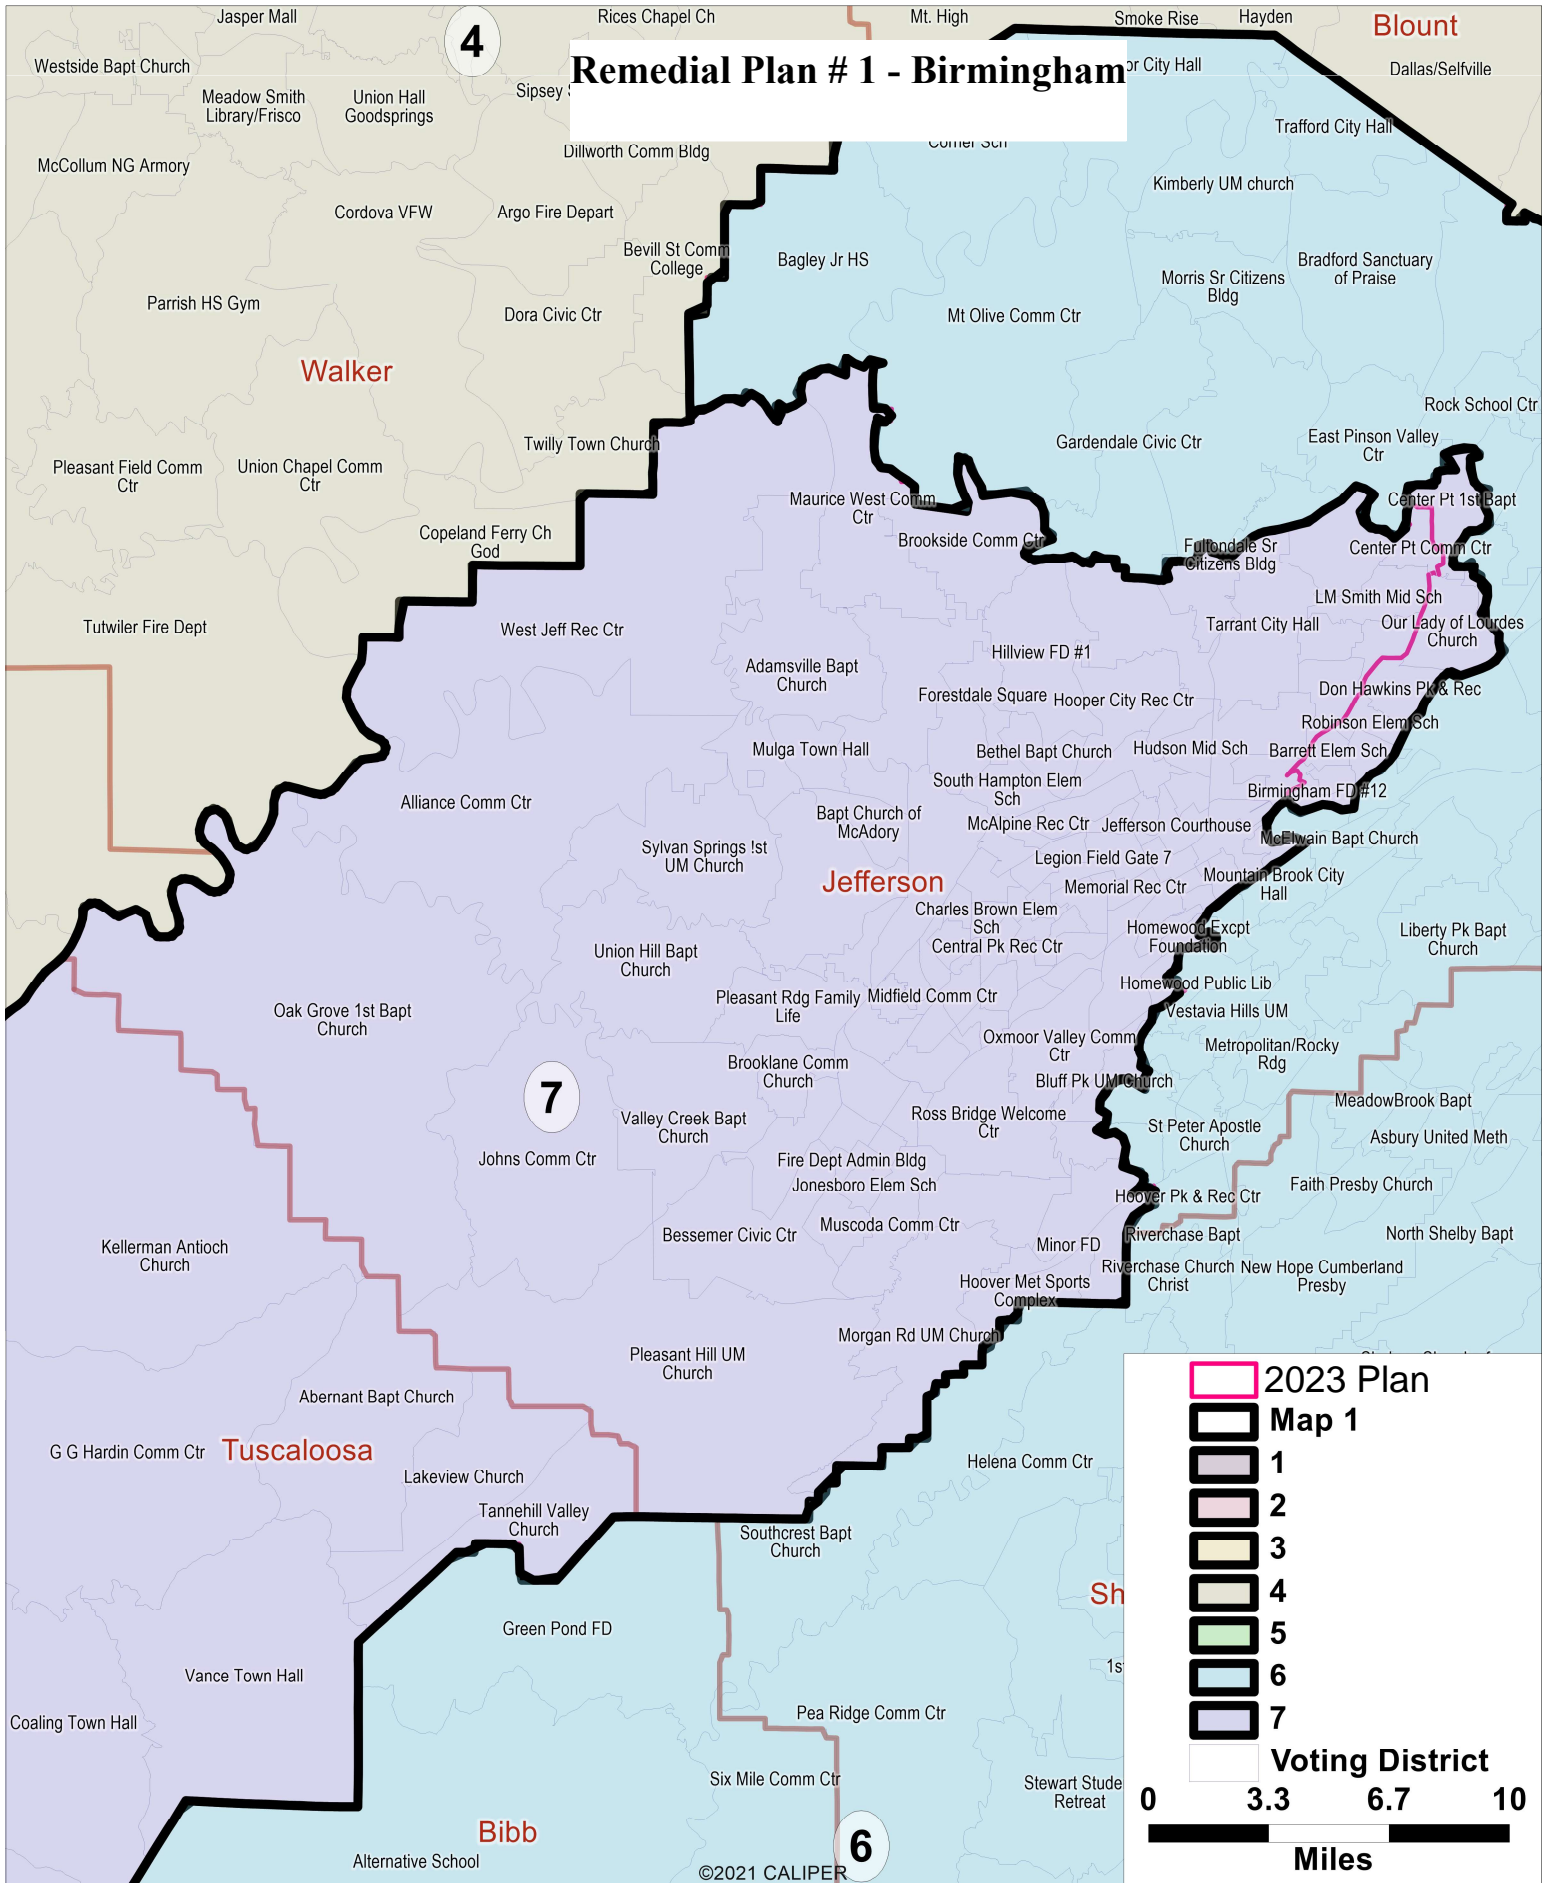 Jasper Mall
4
Rices Chapel Ch
Mt. High
Smoke Rise
Hayden
Blount
Westside Bapt Church
Remedial Plan # 1 - Birmingham
or City Hall
Dallas/Selfville
Meadow Smith
Library/Frisco
Union Hall
Goodsprings
Sipsey
Trafford City Hall
McCollum NG Armory
Dillworth Comm Bldg
Corner Sch
Kimberly UM church
Cordova VFW
Argo Fire Depart
Bevill St Comm
College
Bagley Jr HS
Bradford Sanctuary
of Praise
Morris Sr Citizens
Bldg
Parrish HS Gym
Dora Civic Ctr
Mt Olive Comm Ctr
Walker
Rock School Ctr
Twilly Town Church
Gardendale Civic Ctr
East Pinson Valley
Ctr
Pleasant Field Comm
Ctr
Union Chapel Comm
Ctr
Maurice West Comm
Ctr
Center Pt 1st Bapt
Copeland Ferry Ch
God
Brookside Comm Ctr
Fultondale Sr
Citizens Bldg
Center Pt Comm Ctr
LM Smith Mid Sch
Tutwiler Fire Dept
West Jeff Rec Ctr
Tarrant City Hall
Our Lady of Lourdes
Church
Hillview FD #1
Adamsville Bapt
Church
Forestdale Square
Hooper City Rec Ctr
Don Hawkins Pk & Rec
Robinson Elem Sch
Mulga Town Hall
Bethel Bapt Church
Hudson Mid Sch
Barrett Elem Sch
South Hampton Elem
Sch
Birmingham FD #12
Alliance Comm Ctr
Bapt Church of
McAdory
McAlpine Rec Ctr
Jefferson Courthouse
McElwain Bapt Church
Sylvan Springs !st
UM Church
Legion Field Gate 7
Jefferson
Memorial Rec Ctr
Mountain Brook City
Hall
Charles Brown Elem
Sch
Central Pk Rec Ctr
Homewood Excpt
Foundation
Liberty Pk Bapt
Church
Union Hill Bapt
Church
Homewood Public Lib
Pleasant Rdg Family
Life
Midfield Comm Ctr
Oak Grove 1st Bapt
Church
Vestavia Hills UM
Oxmoor Valley Comm
Ctr
Metropolitan/Rocky
Rdg
Brooklane Comm
Church
7
Bluff Pk UM Church
MeadowBrook Bapt
Valley Creek Bapt
Church
Ross Bridge Welcome
Ctr
St Peter Apostle
Church
Asbury United Meth
Johns Comm Ctr
Fire Dept Admin Bldg
Jonesboro Elem Sch
Hoover Pk & Rec Ctr
Faith Presby Church
Muscoda Comm Ctr
Bessemer Civic Ctr
Riverchase Bapt
North Shelby Bapt
Kellerman Antioch
Church
Minor FD
Riverchase Church
Christ
New Hope Cumberland
Presby
Hoover Met Sports
Complex
Morgan Rd UM Church
Pleasant Hill UM
Church
Abernant Bapt Church
G G Hardin Comm Ctr
Tuscaloosa
Lakeview Church
Helena Comm Ctr
Tannehill Valley
Church
Southcrest Bapt
Church
Sh
Green Pond FD
1st
Vance Town Hall
Pea Ridge Comm Ctr
Coaling Town Hall
Six Mile Comm Ctr
Stewart Stude
Retreat
Bibb
6
Alternative School
©2021 CALIPER
2023 Plan
Map 1
1
2
3
4
5
6
7
Voting District
0 3.3 6.7 10
Miles